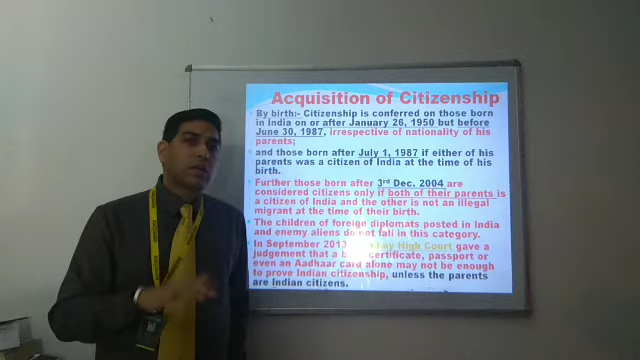 Acquisition of Citizenship
By birth:- Citizenship is conferred on those born
in India on or after January 26, 1950 but before
June 30, 1987, irrespective of nationality of his
parents;
and those born after July 1, 1987 if either of his
parents was a citizen of India at the time of his
birth.
Further those born after 3rd Dec. 2004 are
considered citizens only if both of their parents is
a citizen of India and the other is not an illegal
migrant at the time of their birth.
The children of foreign diplomats posted in India
and enemy aliens do not fall in this category.
In September 2013 High Court gave a
judgement that a certificate, passport or
even an Aadhaar card alone may not be enough
to prove Indian citizenship, unless the parents
are Indian citizens.